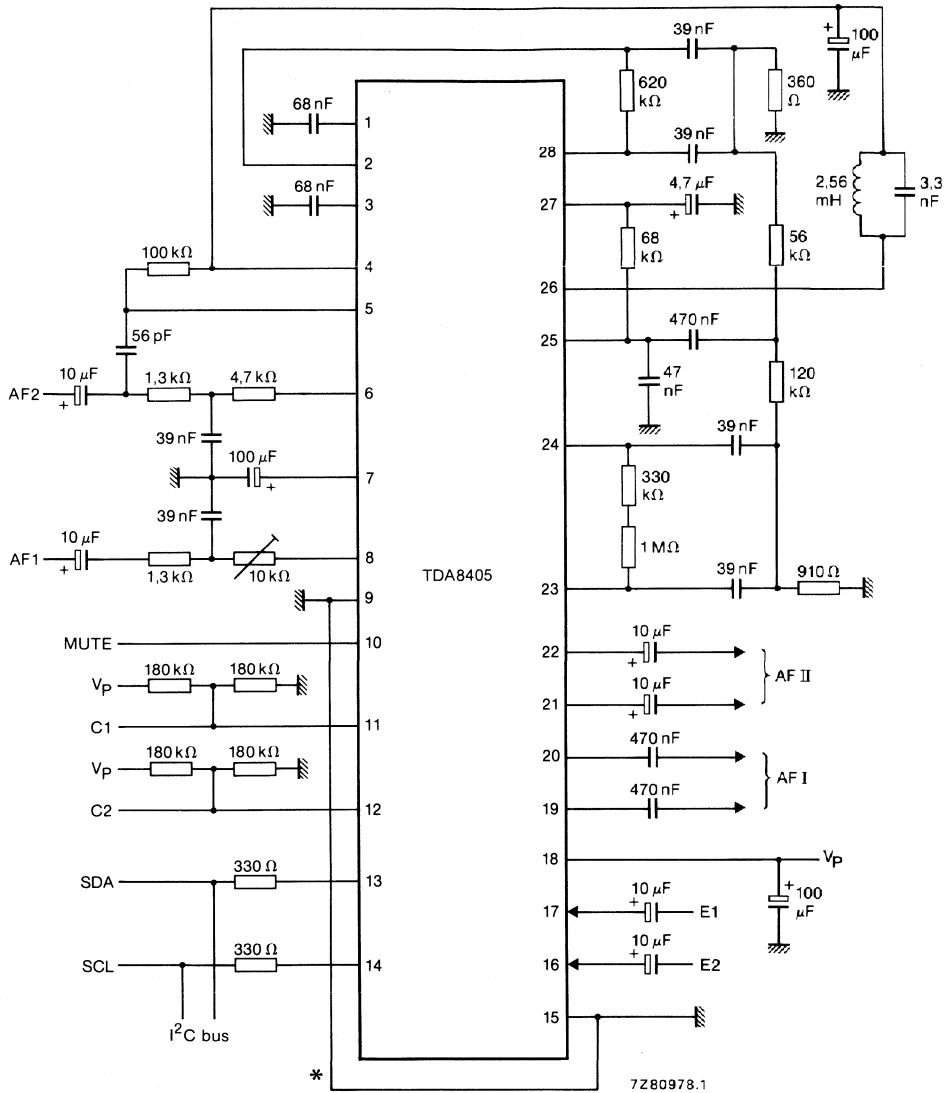 39 nF
+
100
μF
620
kΩ
360
Ω
68 nF
1
39 nF
28
2
68 nF
3
4,7 μF
+
27
2,56
mH
3,3
nF
68
kΩ
56
kΩ
100 kΩ
4
26
5
56 pF
470 nF
25
10 μF
+
AF2
1,3 kΩ
4,7 kΩ
6
47
nF
120
kΩ
39 nF
39 nF
24
100 μF
+
7
330
kΩ
39 nF
1 MΩ
10 μF
+
AF1
1,3 kΩ
10 kΩ
8
TDA8405
39 nF
910 Ω
23
9
MUTE
10
10 μF
+
22
AF II
10 μF
+
21
180 kΩ
180 kΩ
VP
C1
11
470 nF
20
AF I
470 nF
19
180 kΩ
180 kΩ
VP
C2
12
18
VP
+
100
μF
330 Ω
SDA
13
10 μF
+
17
E1
10 μF
+
16
E2
330 Ω
SCL
14
15
I²C bus
*
7Z80978.1